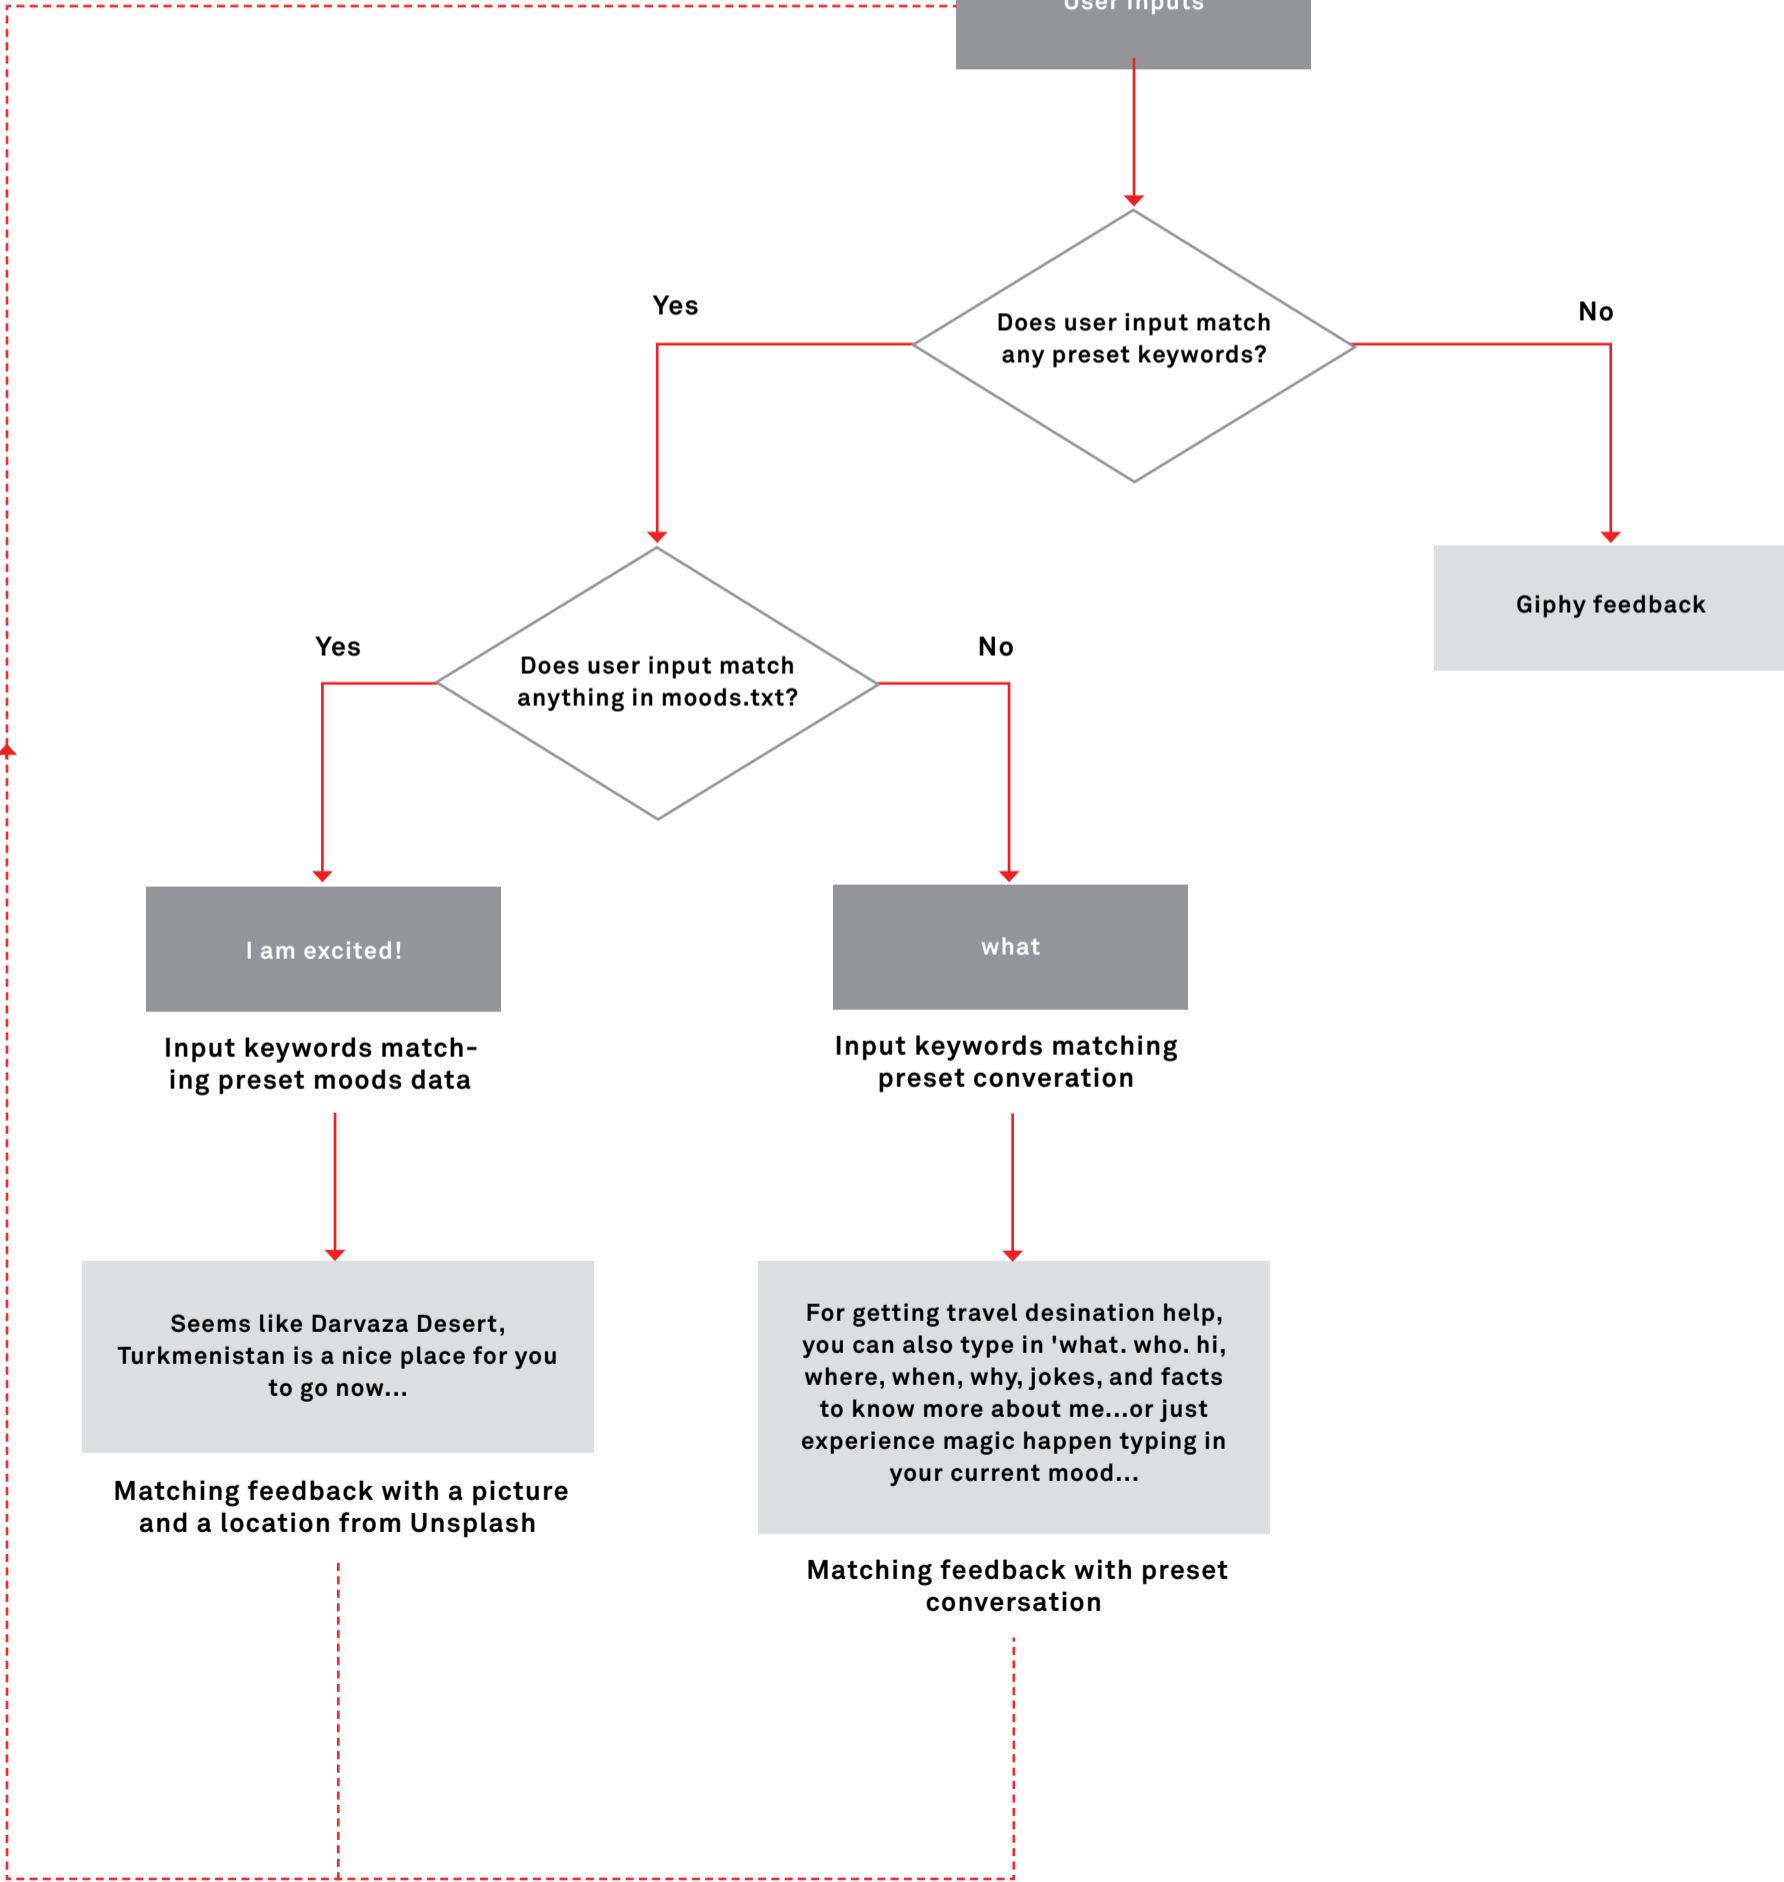 User Inputs
Yes
No
Does user input match
any preset keywords?
Giphy feedback
Yes
No
Does user input match
anything in moods.txt?
I am excited!
what
Input keywords match-
ing preset moods data
Input keywords matching
preset converation
Seems like Darvaza Desert,
Turkmenistan is a nice place for you
to go now...
For getting travel desination help,
you can also type in 'what. who. hi,
where, when, why, jokes, and facts
to know more about me...or just
experience magic happen typing in
your current mood...
Matching feedback with a picture
and a location from Unsplash
Matching feedback with preset
conversation